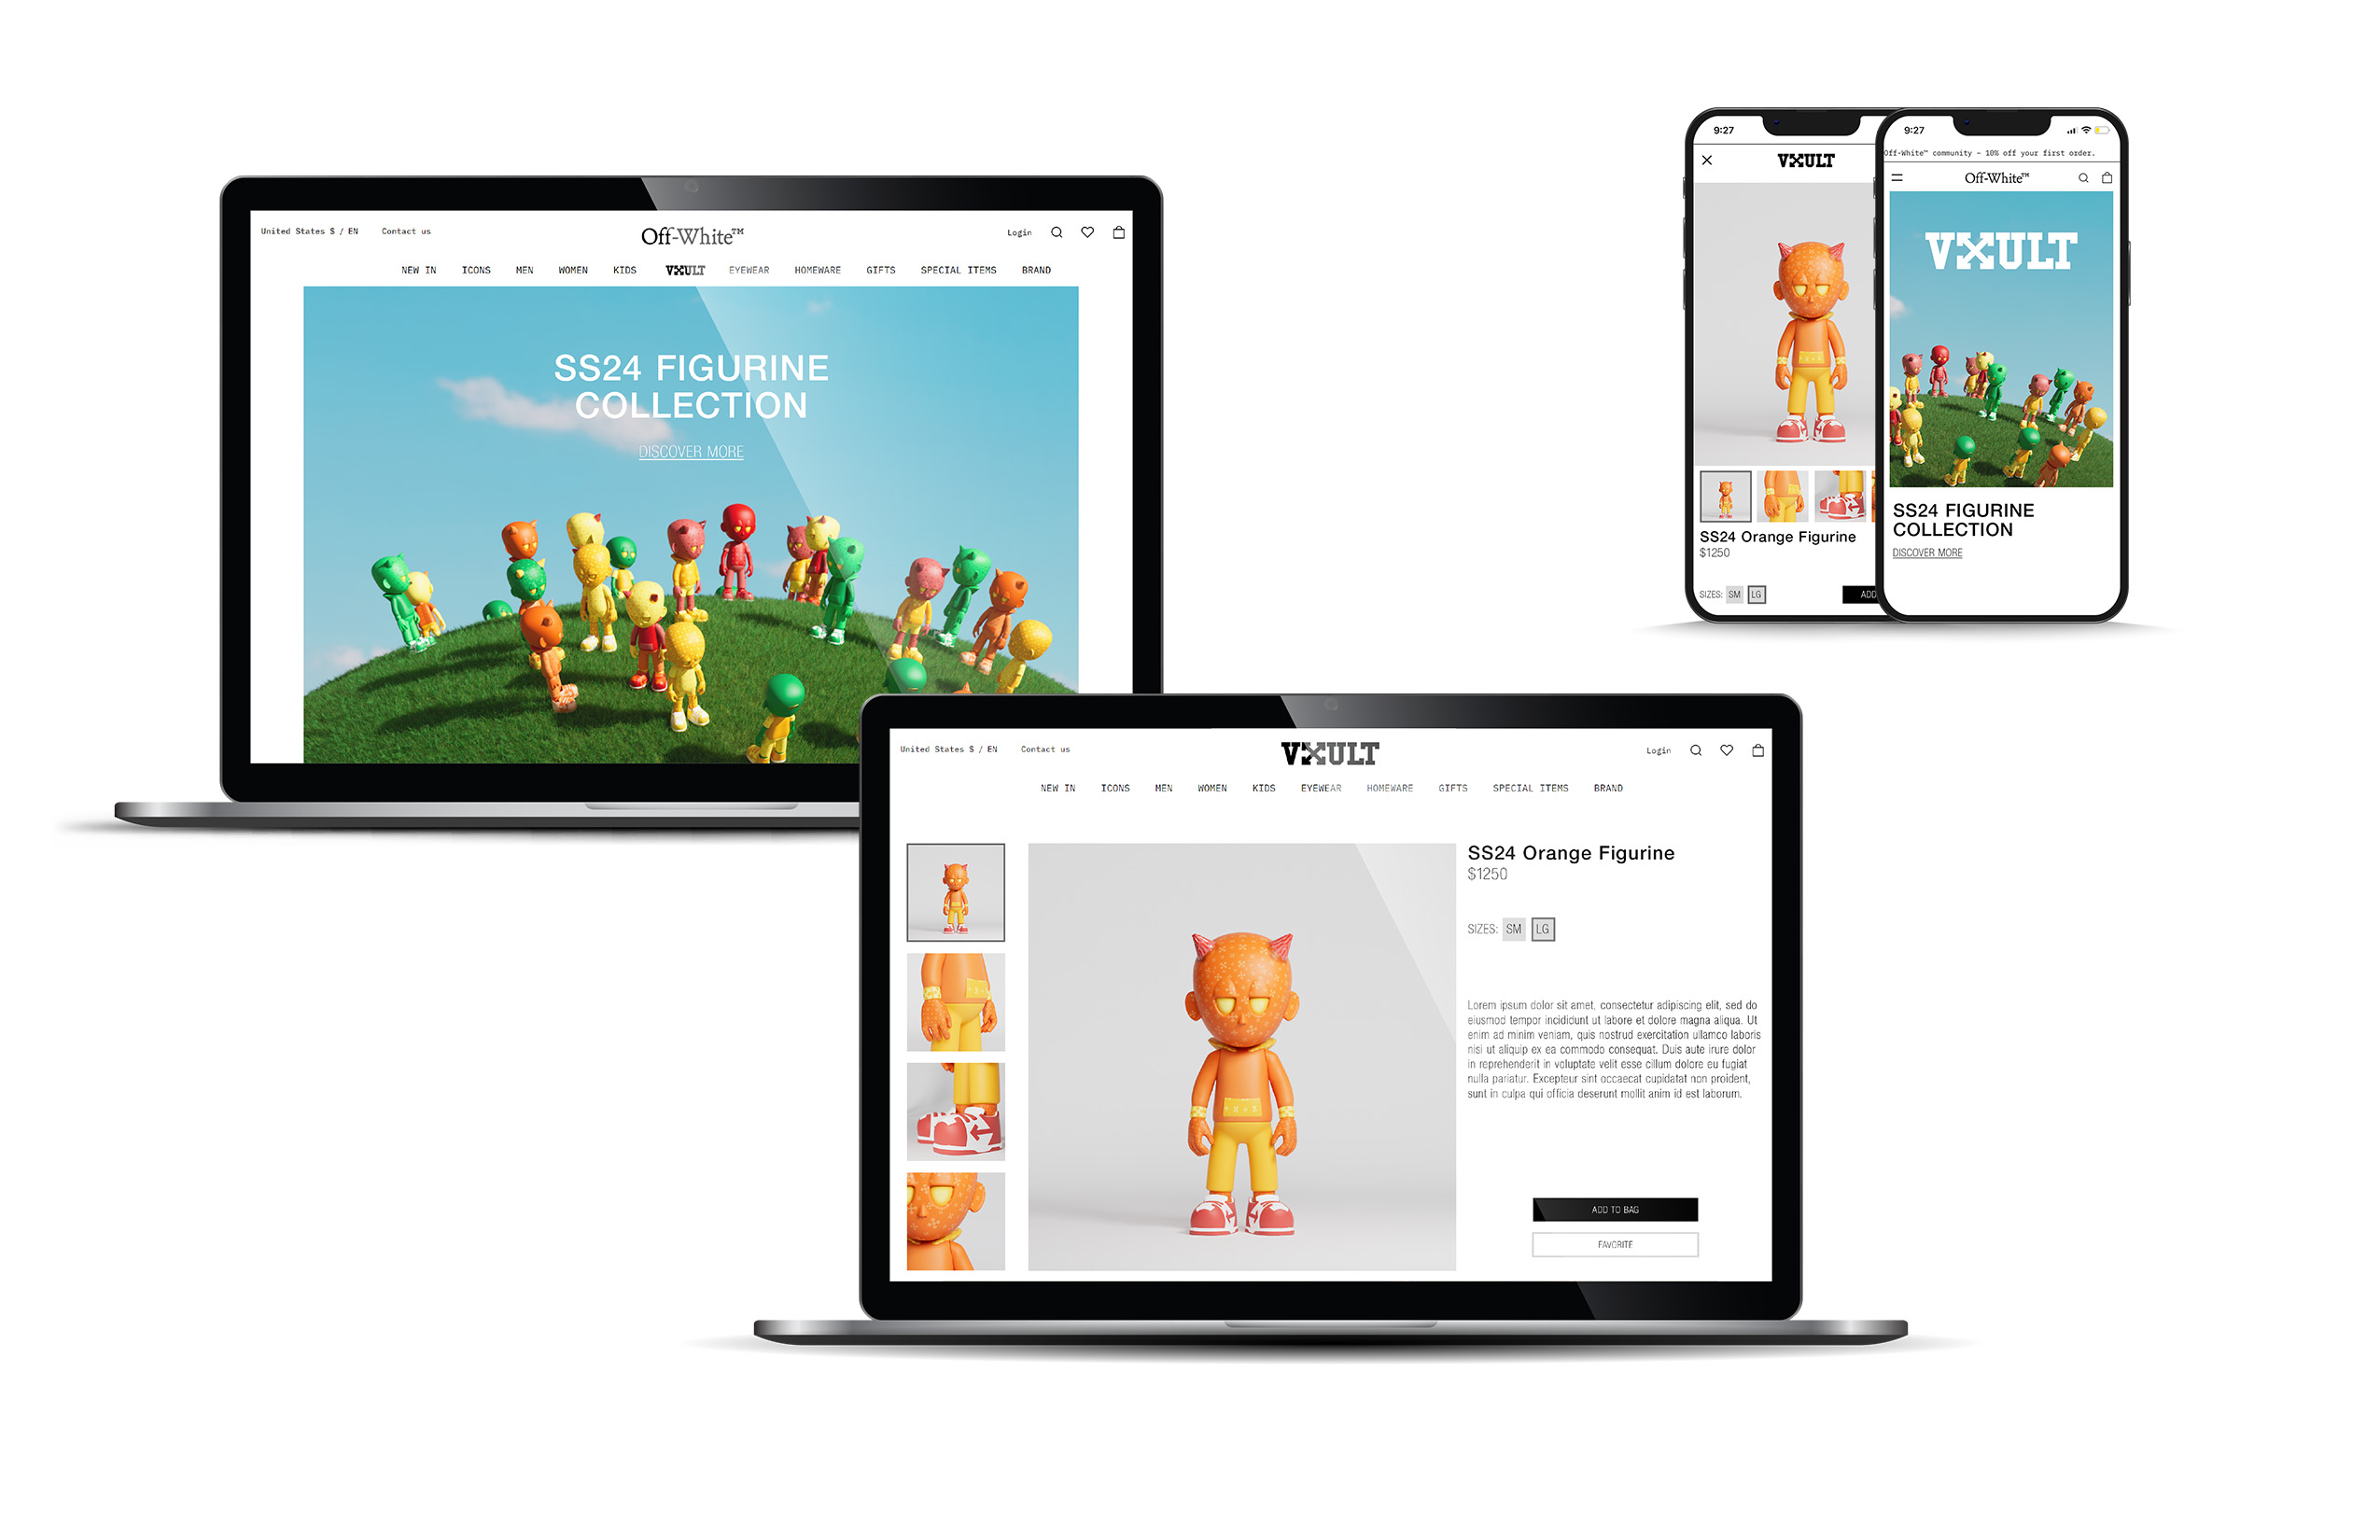 United States $ / EN
Contact us
Off-White™
Login
NEW IN
ICONS
MEN
WOMEN
KIDS
VXULT
EYEWEAR
HOMEWARE
GIFTS
SPECIAL ITEMS
BRAND
SS24 FIGURINE
COLLECTION
DISCOVER MORE
9:27
VXULT
SS24 Orange Figurine
$1250
SIZES:
SM
LG
ADD
9:27
Off-White™ community – 10% off your first order.
Off-White™
VXULT
SS24 FIGURINE
COLLECTION
DISCOVER MORE
United States $ / EN
Contact us
VXULT
Login
NEW IN
ICONS
MEN
WOMEN
KIDS
EYEWEAR
HOMEWARE
GIFTS
SPECIAL ITEMS
BRAND
SS24 Orange Figurine
$1250
SIZES:
SM
LG
Lorem ipsum dolor sit amet, consectetur adipiscing elit, sed do
eiusmod tempor incididunt ut labore et dolore magna aliqua. Ut
enim ad minim veniam, quis nostrud exercitation ullamco laboris
nisi ut aliquip ex ea commodo consequat. Duis aute irure dolor
in reprehenderit in voluptate velit esse cillum dolore eu fugiat
nulla pariatur. Excepteur sint occaecat cupidatat non proident,
sunt in culpa qui officia deserunt mollit anim id est laborum.
ADD TO BAG
FAVORITE